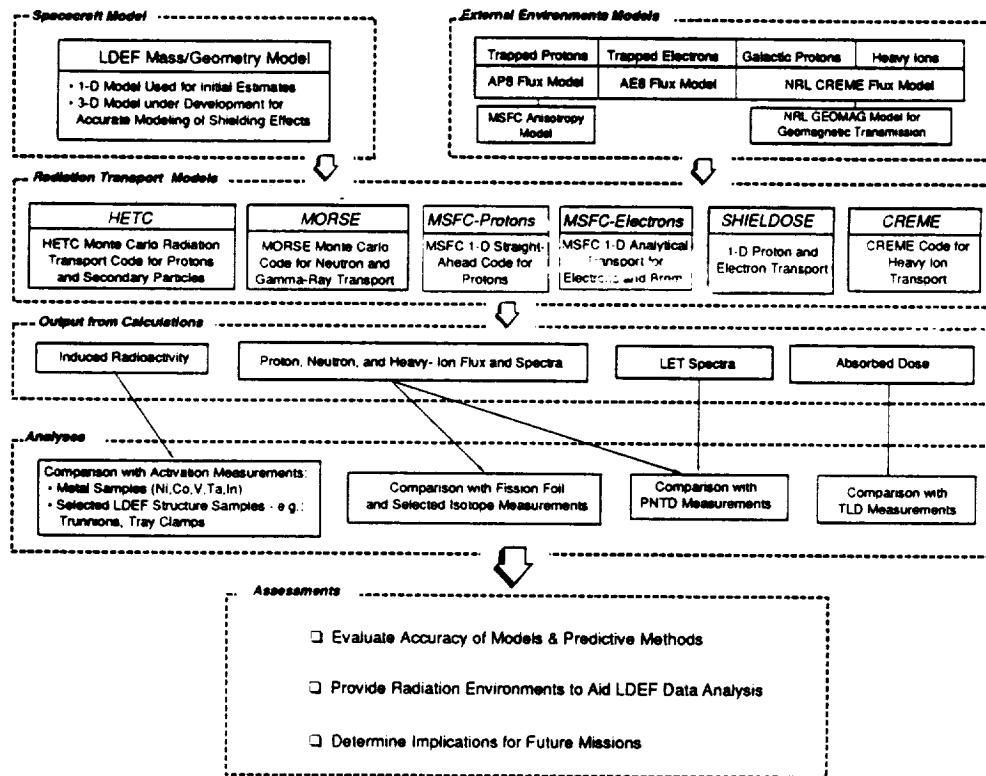 Spacecraft Model
LDEF Mass/Geometry Model
• 1-D Model Used for Initial Estimates
• 3-D Model under Development for
Accurate Modeling of Shielding Effects
External Environments Models
Trapped Protons
Trapped Electrons
Galactic Protons
Heavy Ions
AP8 Flux Model
AE8 Flux Model
NRL CREME Flux Model
MSFC Anisotropy
Model
NRL GEOMAG Model for
Geomagnetic Transmission
Radiation Transport Models
HETC
HETC Monte Carlo Radiation
Transport Code for Protons
and Secondary Particles
MORSE
MORSE Monte Carlo
Code for Neutron and
Gamma-Ray Transport
MSFC-Protons
MSFC 1-D Straight-
Ahead Code for
Protons
MSFC-Electrons
MSFC 1-D Analytical
Transport for
Electrons and Brem.
SHIELDOSE
1-D Proton and
Electron Transport
CREME
CREME Code for
Heavy Ion
Transport
Output from Calculations
Induced Radioactivity
Proton, Neutron, and Heavy- Ion Flux and Spectra
LET Spectra
Absorbed Dose
Analyses
Comparison with Activation Measurements:
• Metal Samples (Ni,Co,V,Ta,In)
• Selected LDEF Structure Samples - e.g.:
Trunnions, Tray Clamps
Comparison with Fission Foil
and Selected Isotope Measurements
Comparison with
PNTD Measurements
Comparison with
TLD Measurements
Assessments
❑ Evaluate Accuracy of Models & Predictive Methods
❑ Provide Radiation Environments to Aid LDEF Data Analysis
❑ Determine Implications for Future Missions